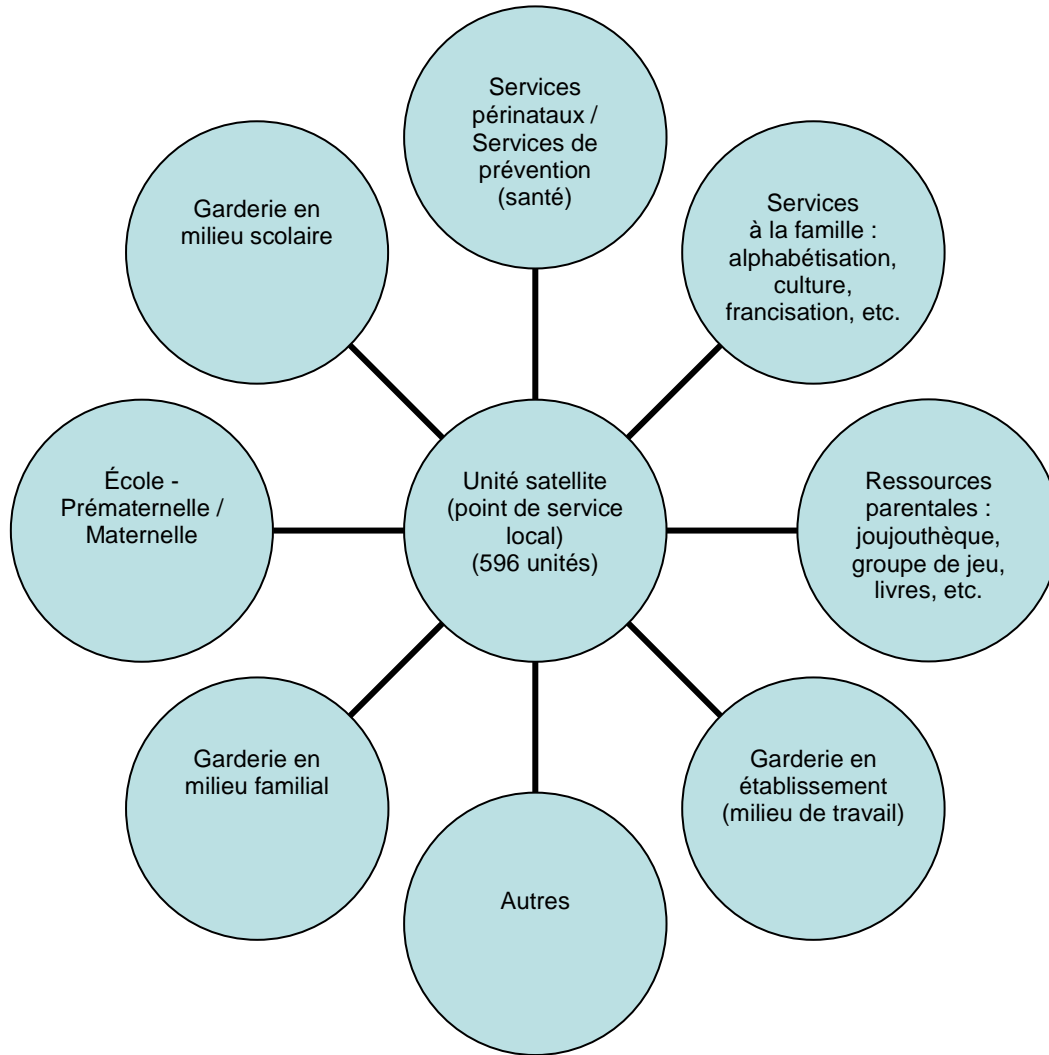 Services
périnataux /
Services de
prévention
(santé)
Services
à la famille :
alphabétisation,
culture,
francisation, etc.
Garderie en
milieu scolaire
École -
Prématernelle /
Maternelle
Unité satellite
(point de service
local)
(596 unités)
Ressources
parentales :
joujouthèque,
groupe de jeu,
livres, etc.
Garderie en
milieu familial
Garderie en
établissement
(milieu de travail)
Autres